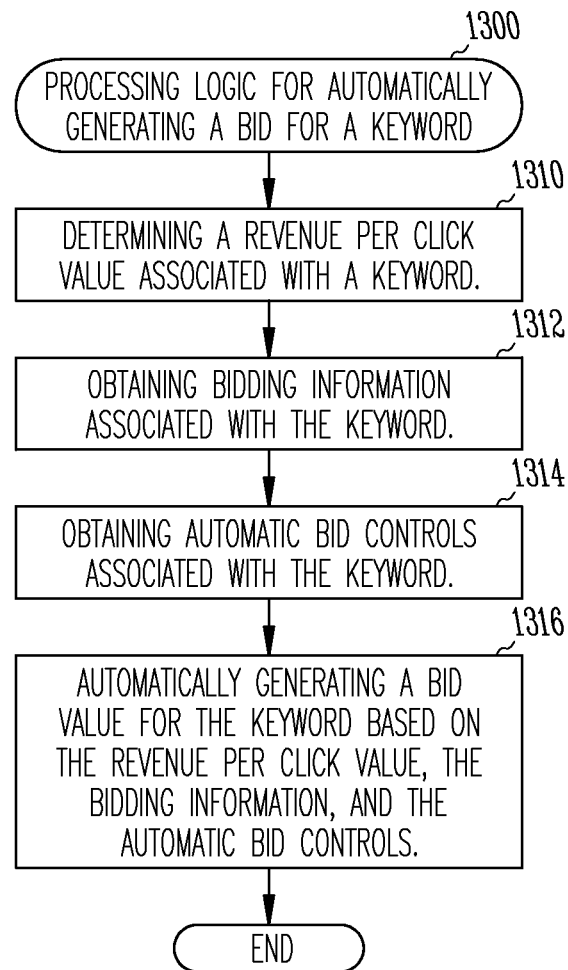 1300
PROCESSING LOGIC FOR AUTOMATICALLY
GENERATING A BID FOR A KEYWORD
1310
DETERMINING A REVENUE PER CLICK
VALUE ASSOCIATED WITH A KEYWORD.
1312
OBTAINING BIDDING INFORMATION
ASSOCIATED WITH THE KEYWORD.
1314
OBTAINING AUTOMATIC BID CONTROLS
ASSOCIATED WITH THE KEYWORD.
1316
AUTOMATICALLY GENERATING A BID
VALUE FOR THE KEYWORD BASED ON
THE REVENUE PER CLICK VALUE, THE
BIDDING INFORMATION, AND THE
AUTOMATIC BID CONTROLS.
END